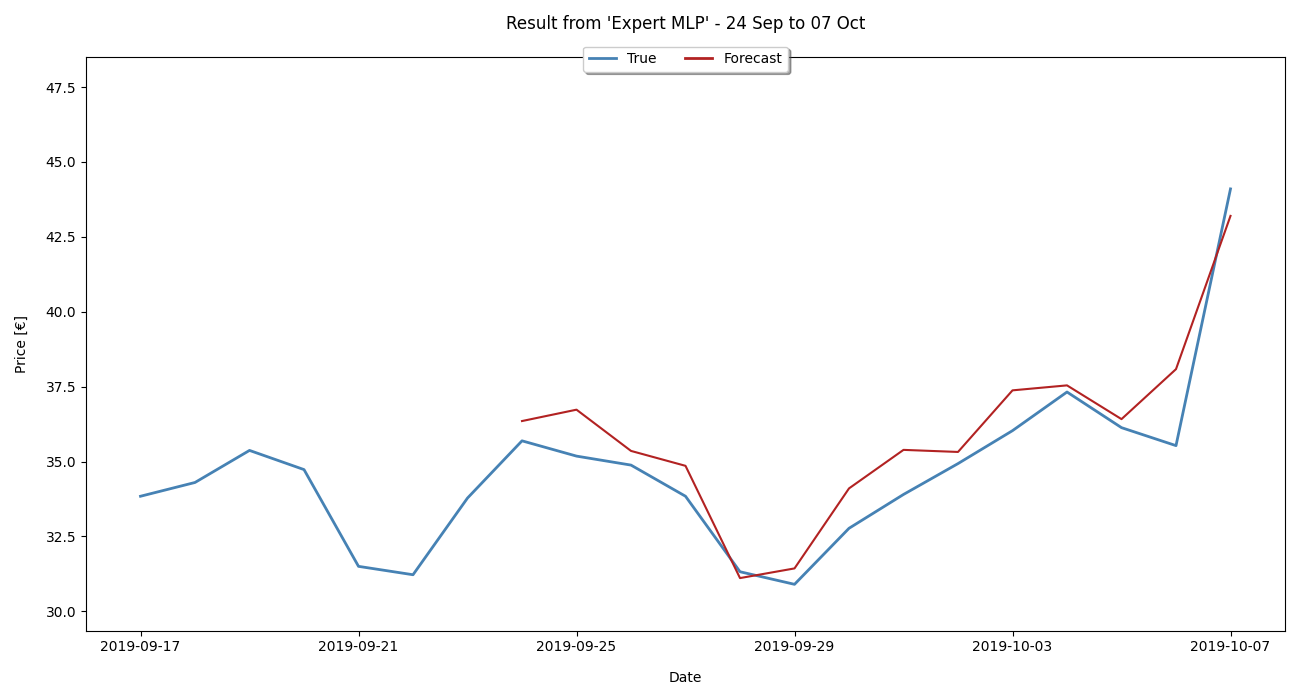 Result from 'Expert MLP' - 24 Sep to 07 Oct
True Forecast
47.5
45.0
42.5
40.0
37.5
35.0
32.5
30.0
Price [€]
2019-09-17 2019-09-21 2019-09-25 2019-09-29 2019-10-03 2019-10-07
Date